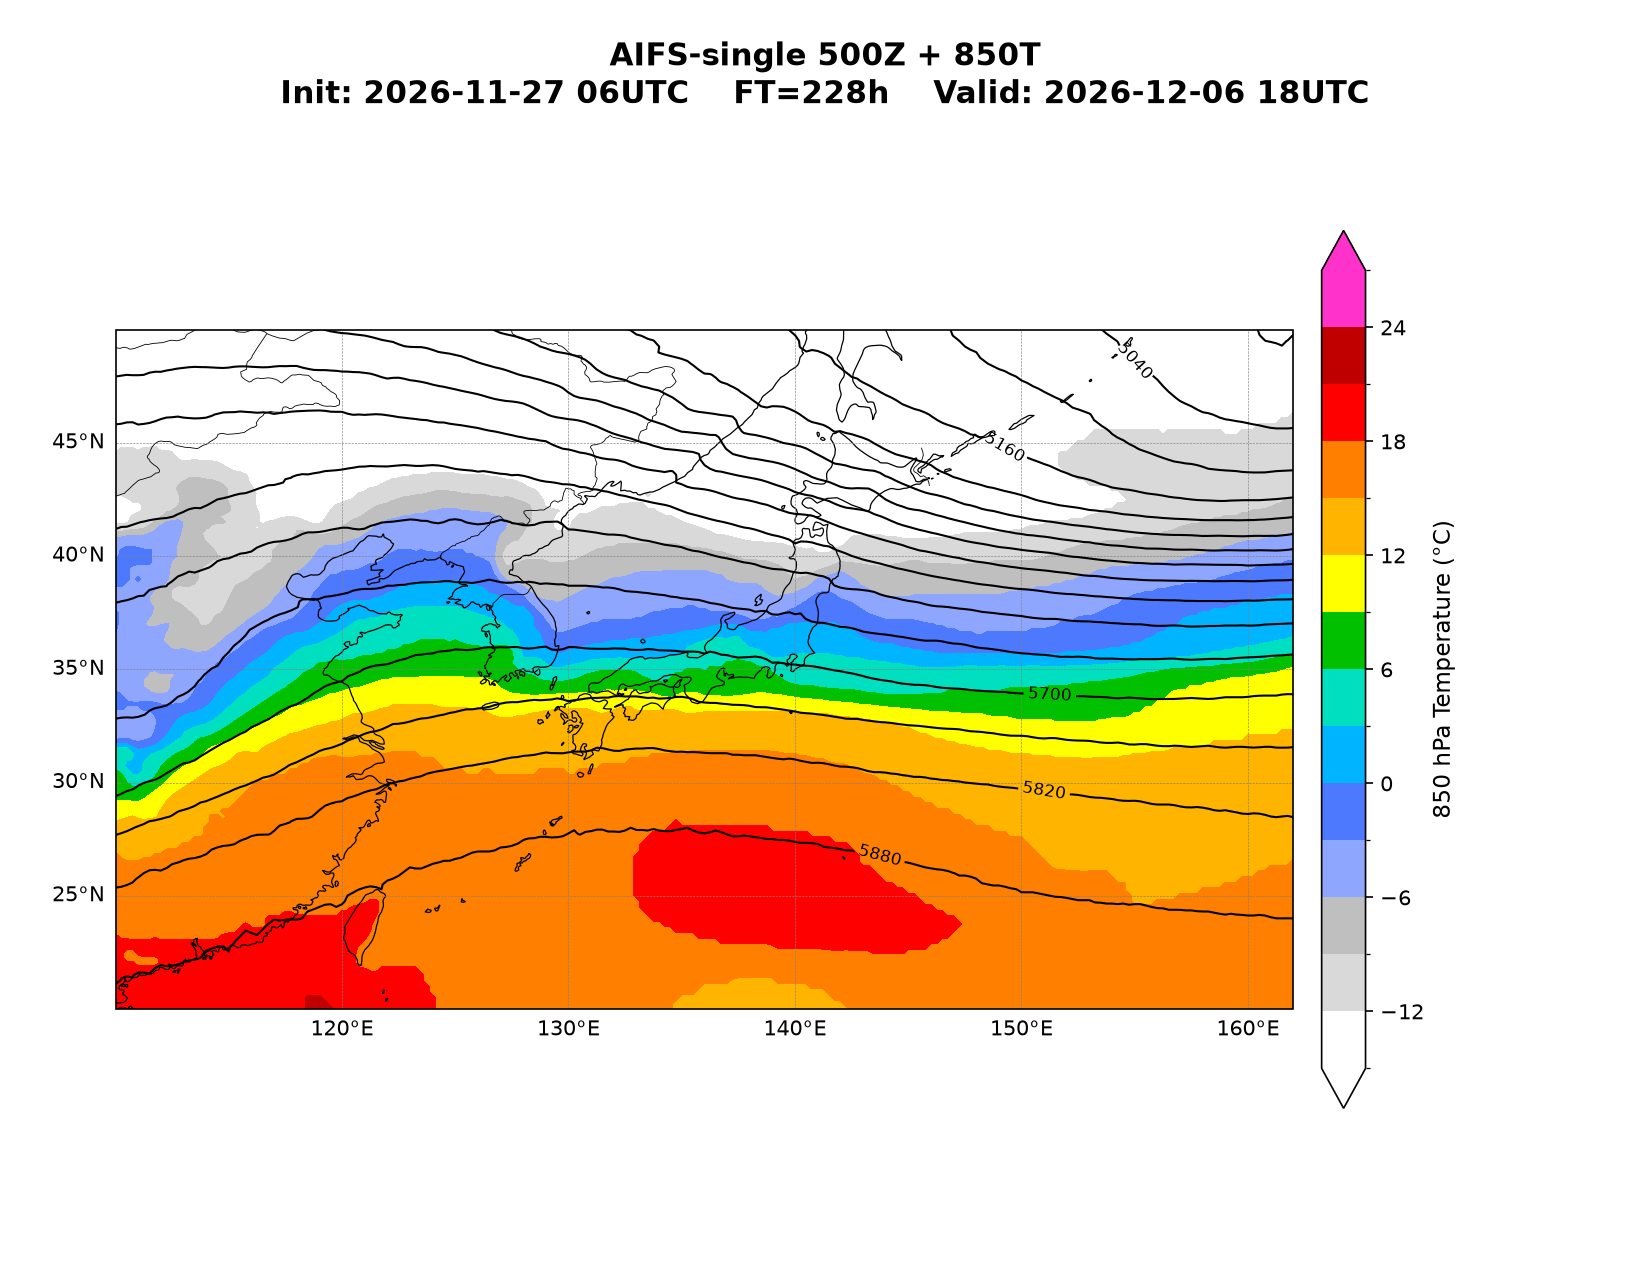 AIFS-single 500Z + 850T
Init: 2026-11-27 06UTC    FT=228h    Valid: 2026-12-06 18UTC
5040
5160
5700
5820
5880
45°N
40°N
35°N
30°N
25°N
120°E
130°E
140°E
150°E
160°E
24
18
12
6
0
−6
−12
850 hPa Temperature (°C)